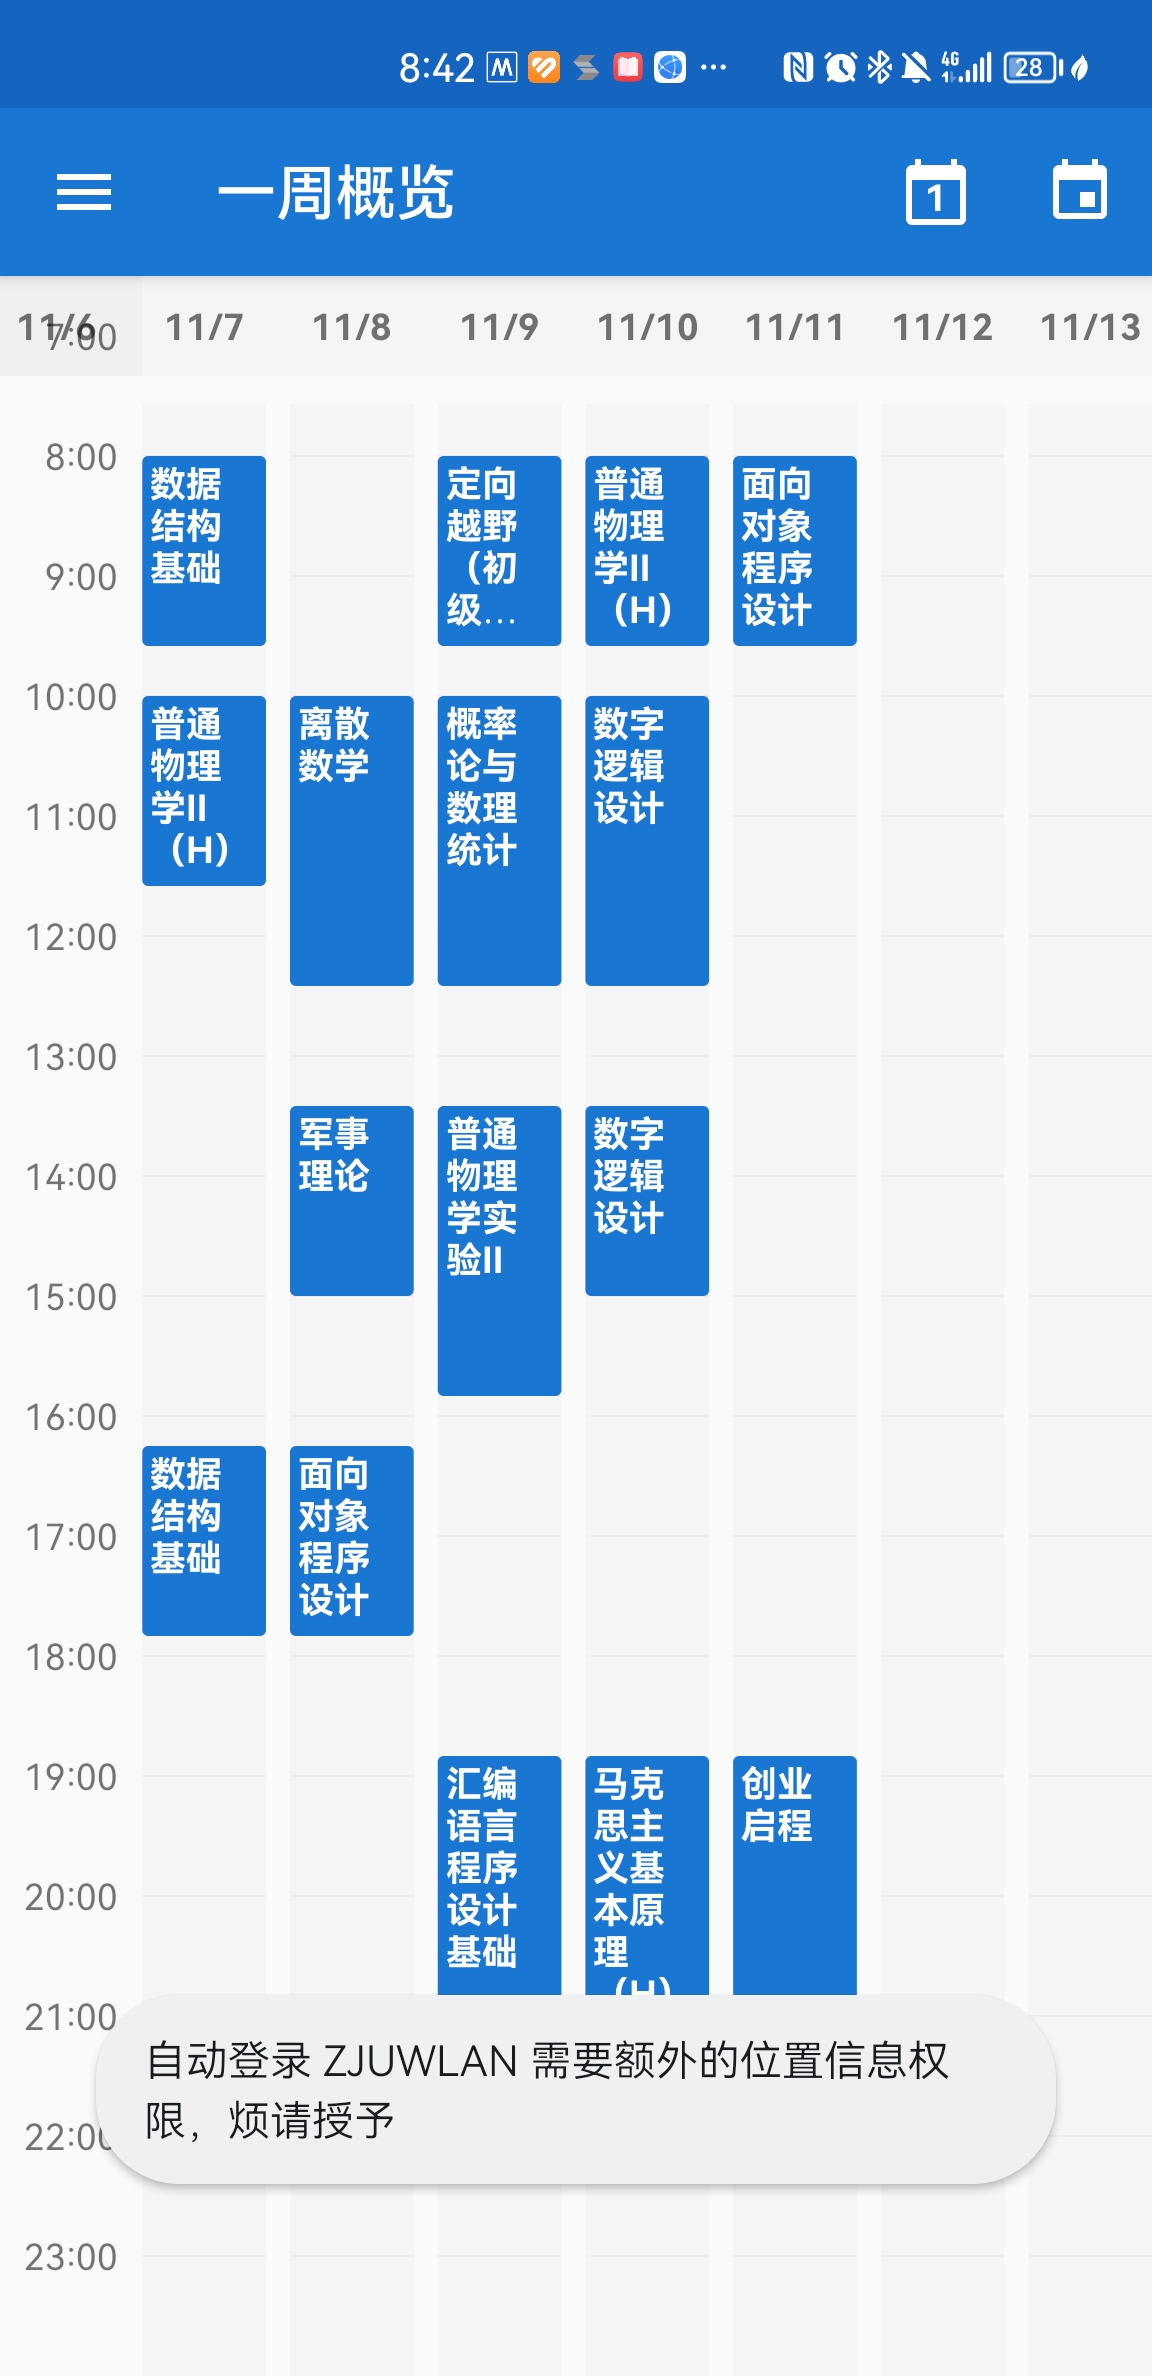 8:42
4G
28
一周概览
1
11/6
11/7
11/8
11/9
11/10
11/11
11/12
11/13
7:00
8:00
9:00
10:00
11:00
12:00
13:00
14:00
15:00
16:00
17:00
18:00
19:00
20:00
21:00
22:00
23:00
数据
结构
基础
普通
物理
学II
（H）
数据
结构
基础
离散
数学
军事
理论
面向
对象
程序
设计
定向
越野
（初
级...
概率
论与
数理
统计
普通
物理
学实
验II
汇编
语言
程序
设计
基础
普通
物理
学II
（H）
数字
逻辑
设计
数字
逻辑
设计
马克
思主
义基
本原
理
（H）
面向
对象
程序
设计
创业
启程
自动登录 ZJUWLAN 需要额外的位置信息权
限，烦请授予